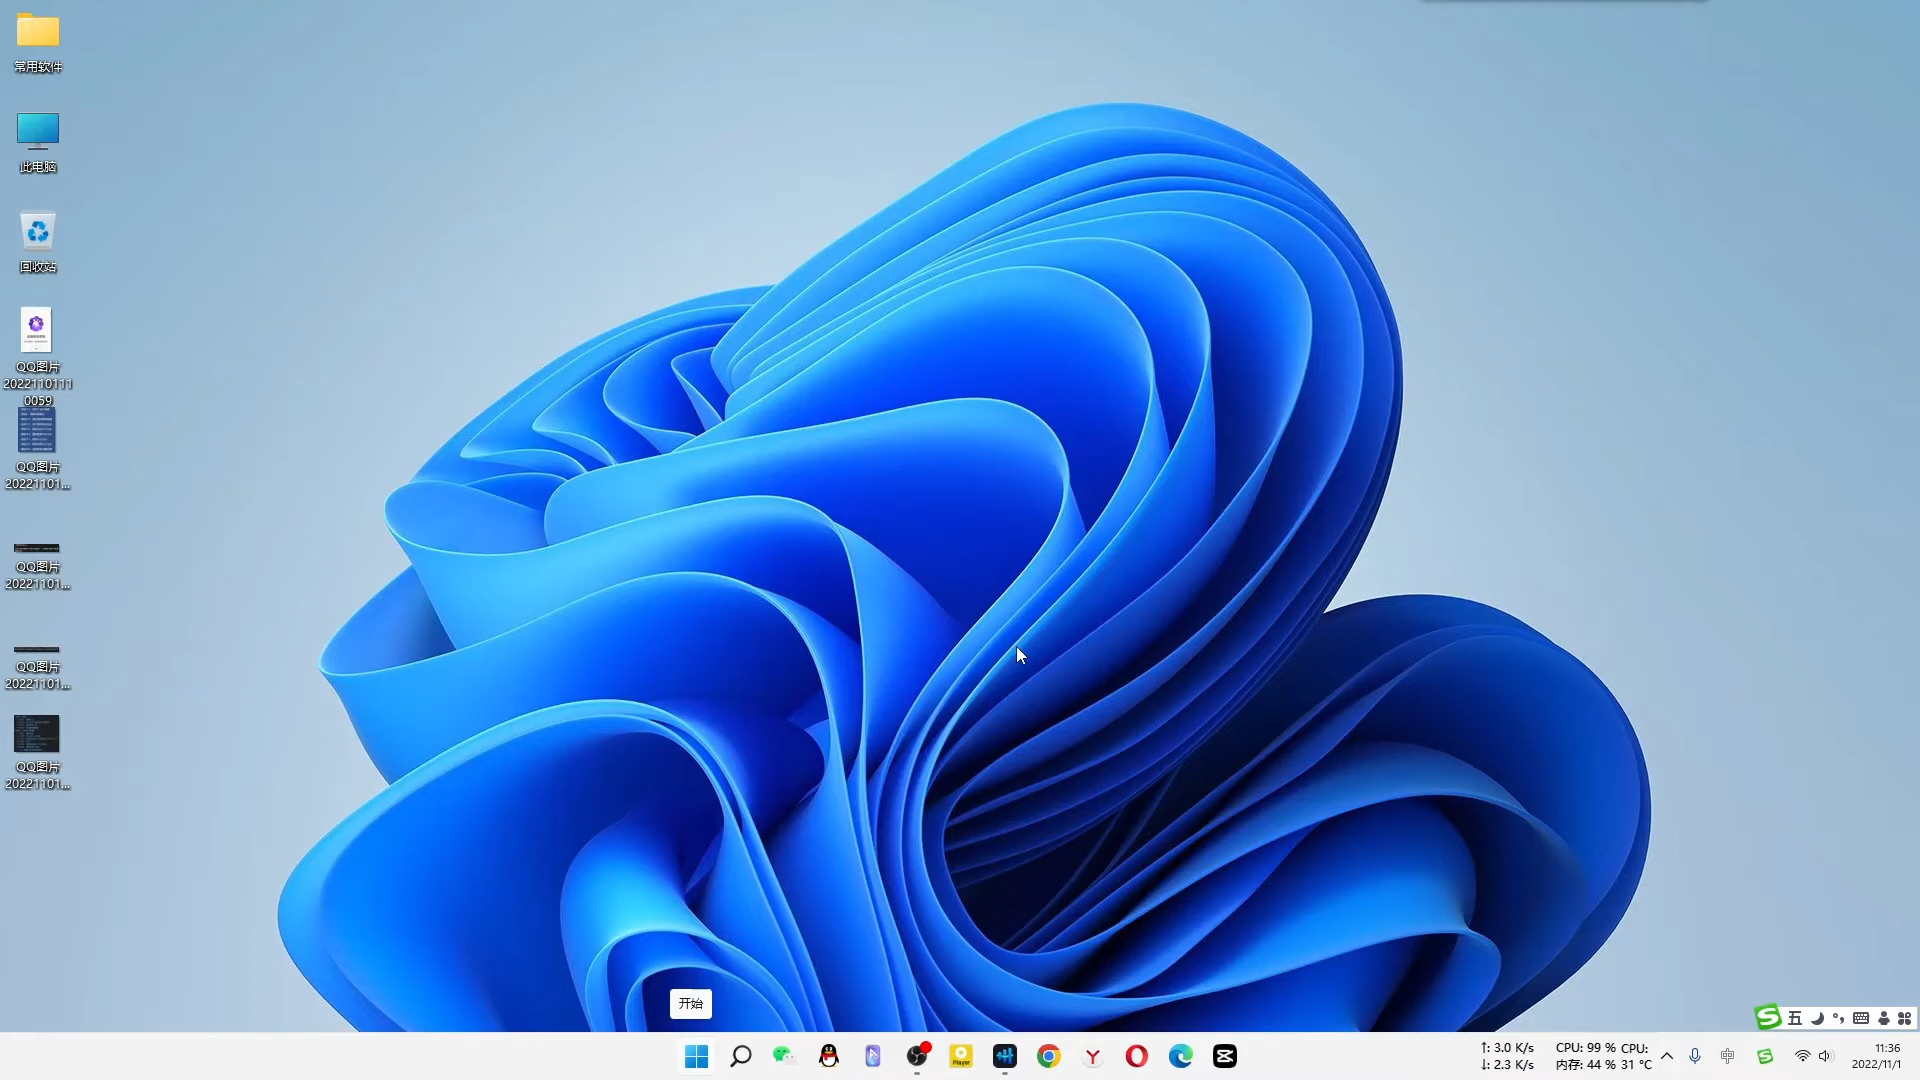 常用软件
此电脑
回收站
QQ图片
2022110111
0059
QQ图片
20221101...
QQ图片
20221101...
QQ图片
20221101...
QQ图片
20221101...
开始
五
Player
↑: 3.0 K/s
↓: 2.3 K/s
CPU: 99 % CPU:
内存: 44 % 31 °C
中
11:36
2022/11/1